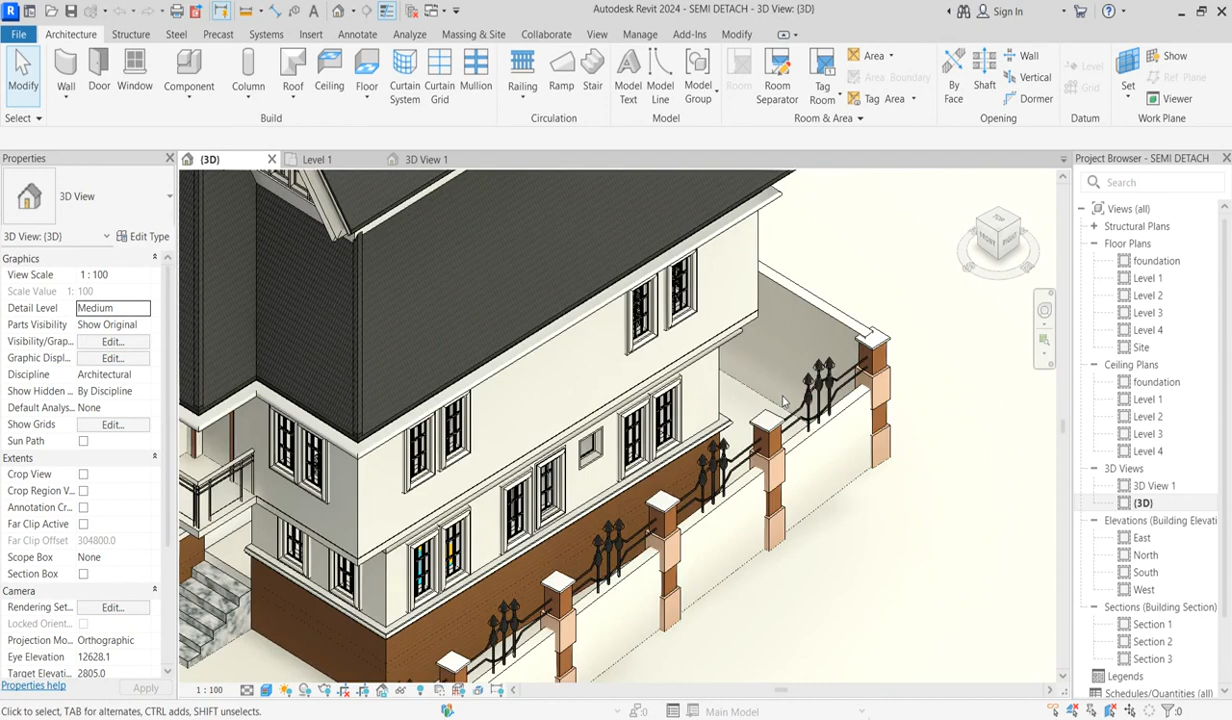 Autodesk Revit 2024 - SEMI DETACH - 3D View: {3D}
Sign In
File Architecture Structure Steel Precast Systems Insert Annotate Analyze Massing & Site Collaborate View Manage Add-Ins Modify
Modify
Wall
Door
Window
Component
Column
Roof
Ceiling
Floor
Curtain System
Curtain Grid
Mullion
Railing
Ramp
Stair
Model Text
Model Line
Model Group
Room
Room Separator
Tag Room
Area
Area Boundary
Tag Area
By Face
Shaft
Wall
Vertical
Dormer
Level
Grid
Set
Show
Ref Plane
Viewer
Select
Build
Circulation
Model
Room & Area
Opening
Datum
Work Plane
Properties
3D View
3D View: {3D}
Edit Type
Graphics
View Scale 1 : 100
Scale Value 1: 100
Detail Level Medium
Parts Visibility Show Original
Visibility/Grap... Edit...
Graphic Displ... Edit...
Discipline Architectural
Show Hidden ... By Discipline
Default Analys... None
Show Grids Edit...
Sun Path
Extents
Crop View
Crop Region V...
Annotation Cr...
Far Clip Active
Far Clip Offset 304800.0
Scope Box None
Section Box
Camera
Rendering Set... Edit...
Locked Orient...
Projection Mo... Orthographic
Eye Elevation 12628.1
Target Elevat... 2805.0
Properties help
Apply
{3D}
Level 1
3D View 1
TOP
FRONT
RIGHT
Project Browser - SEMI DETACH
Search
Views (all)
Structural Plans
Floor Plans
foundation
Level 1
Level 2
Level 3
Level 4
Site
Ceiling Plans
foundation
Level 1
Level 2
Level 3
Level 4
3D Views
3D View 1
{3D}
Elevations (Building Elevati
East
North
South
West
Sections (Building Section)
Section 1
Section 2
Section 3
Legends
Schedules/Quantities (all)
1 : 100
Click to select, TAB for alternates, CTRL adds, SHIFT unselects.
:0
Main Model
:0